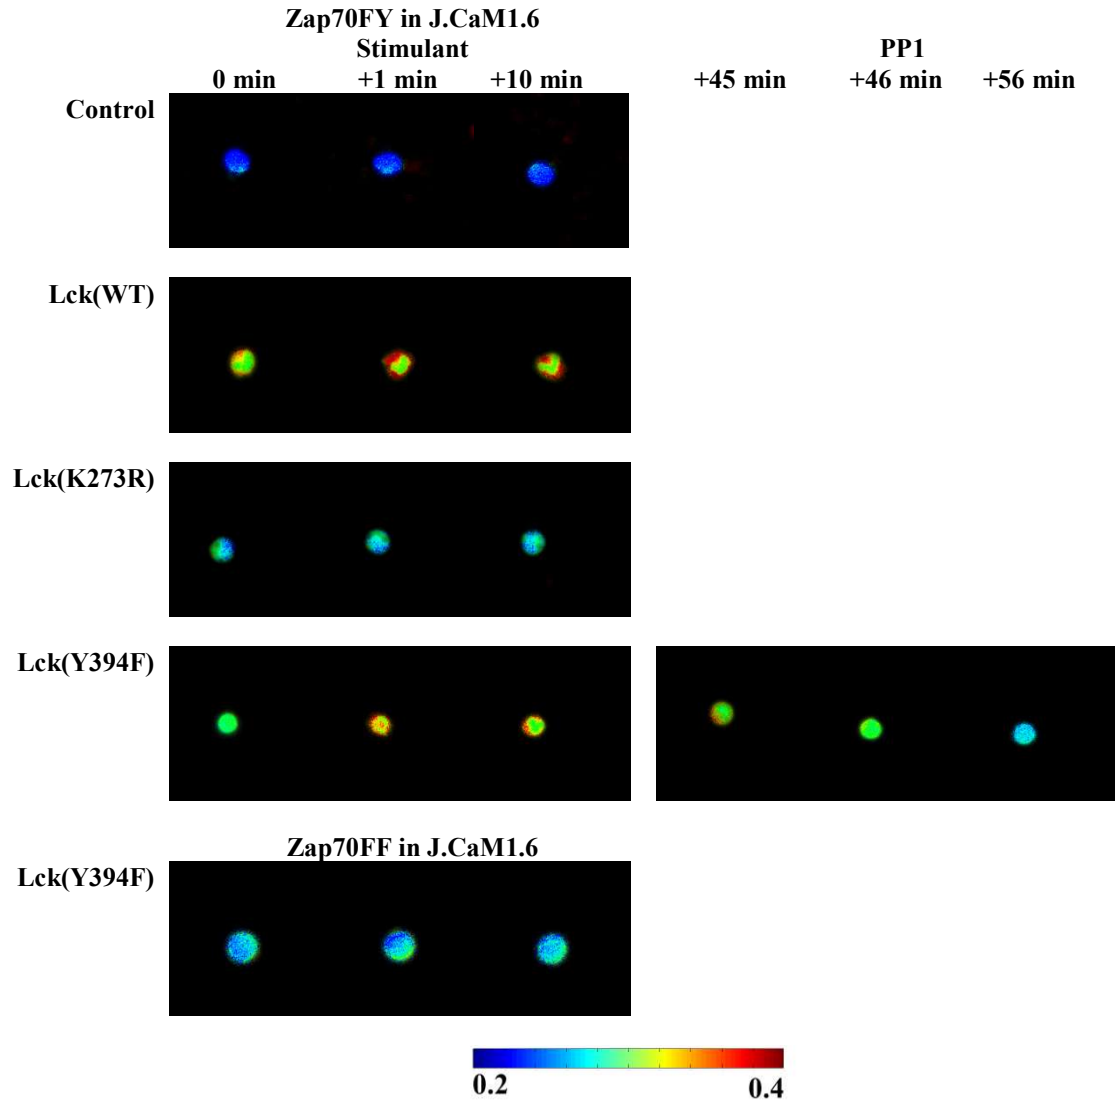 Zap70FY in J.CaM1.6
Stimulant PP1
0 min +1 min +10 min +45 min +46 min +56 min
Control
Lck(WT)
Lck(K273R)
Lck(Y394F)
Zap70FF in J.CaM1.6
Lck(Y394F)
0.2 0.4